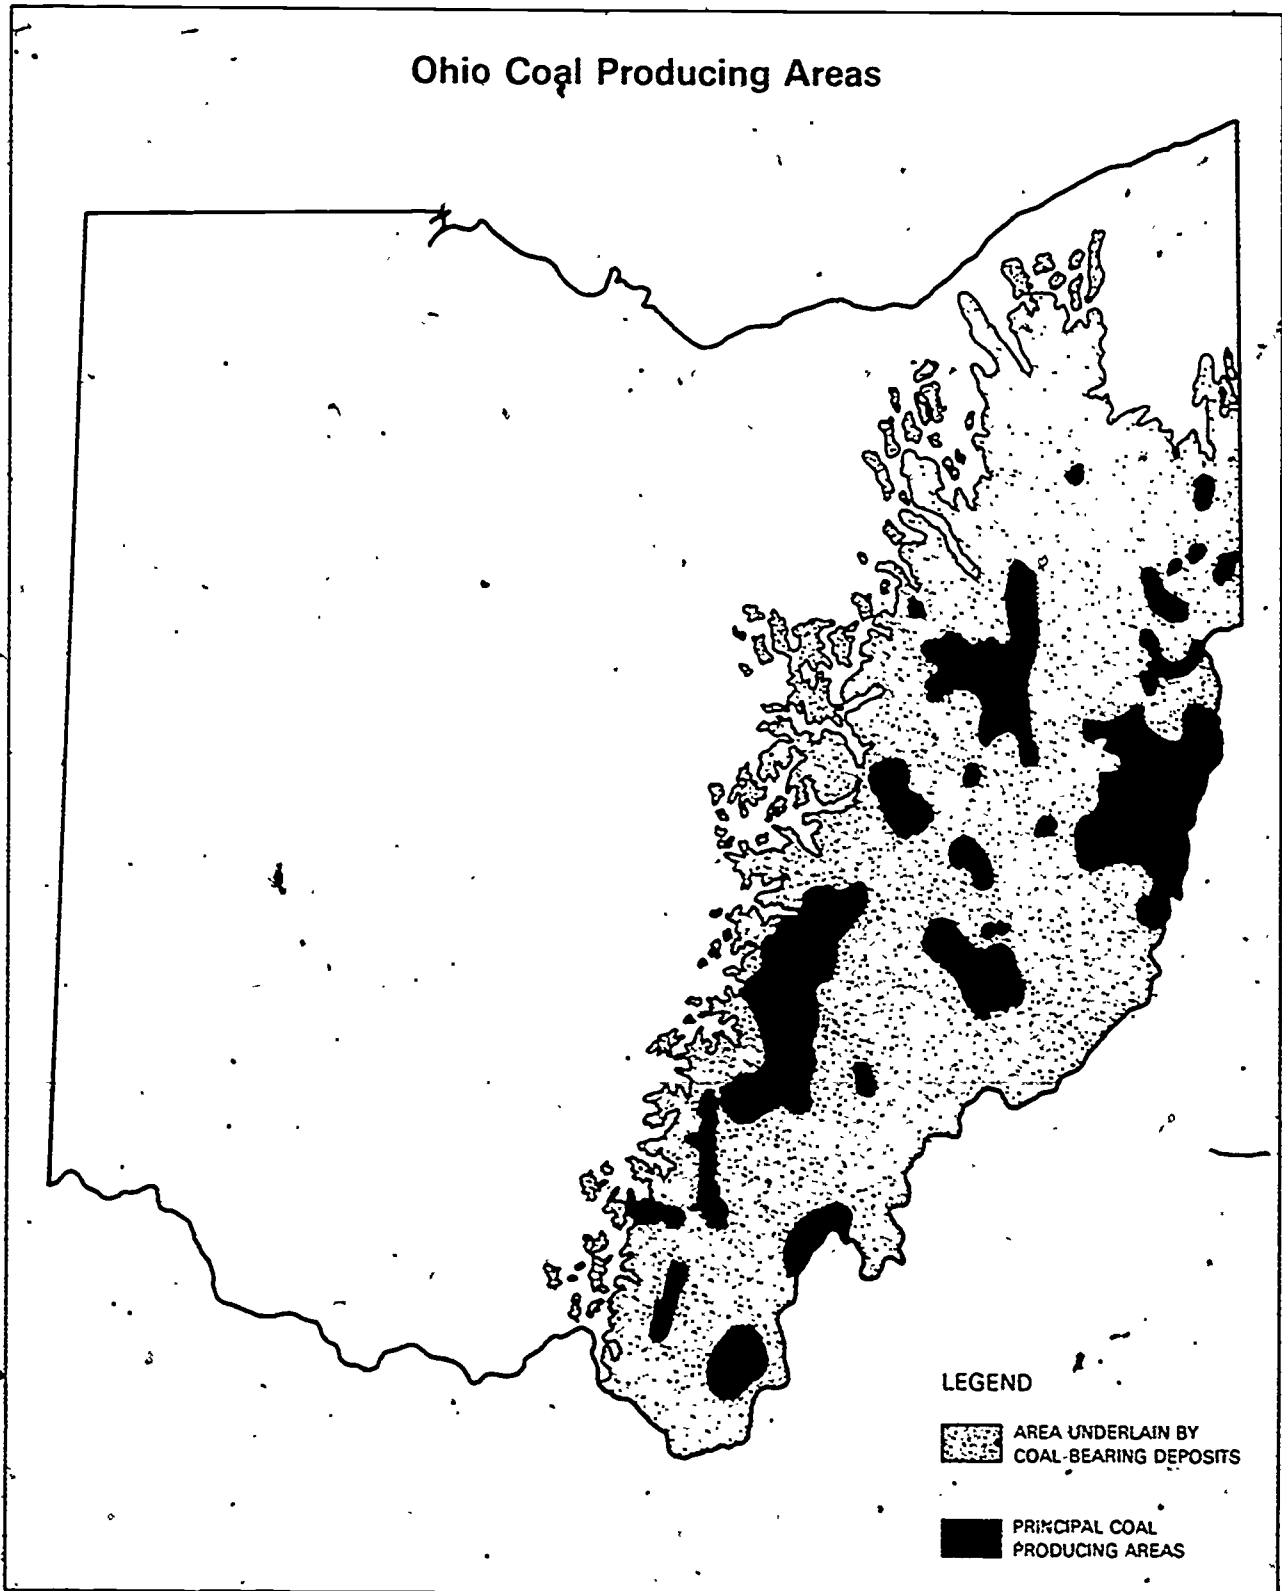 Ohio Coal Producing Areas
LEGEND
AREA UNDERLAIN BY
COAL-BEARING DEPOSITS
PRINCIPAL COAL
PRODUCING AREAS